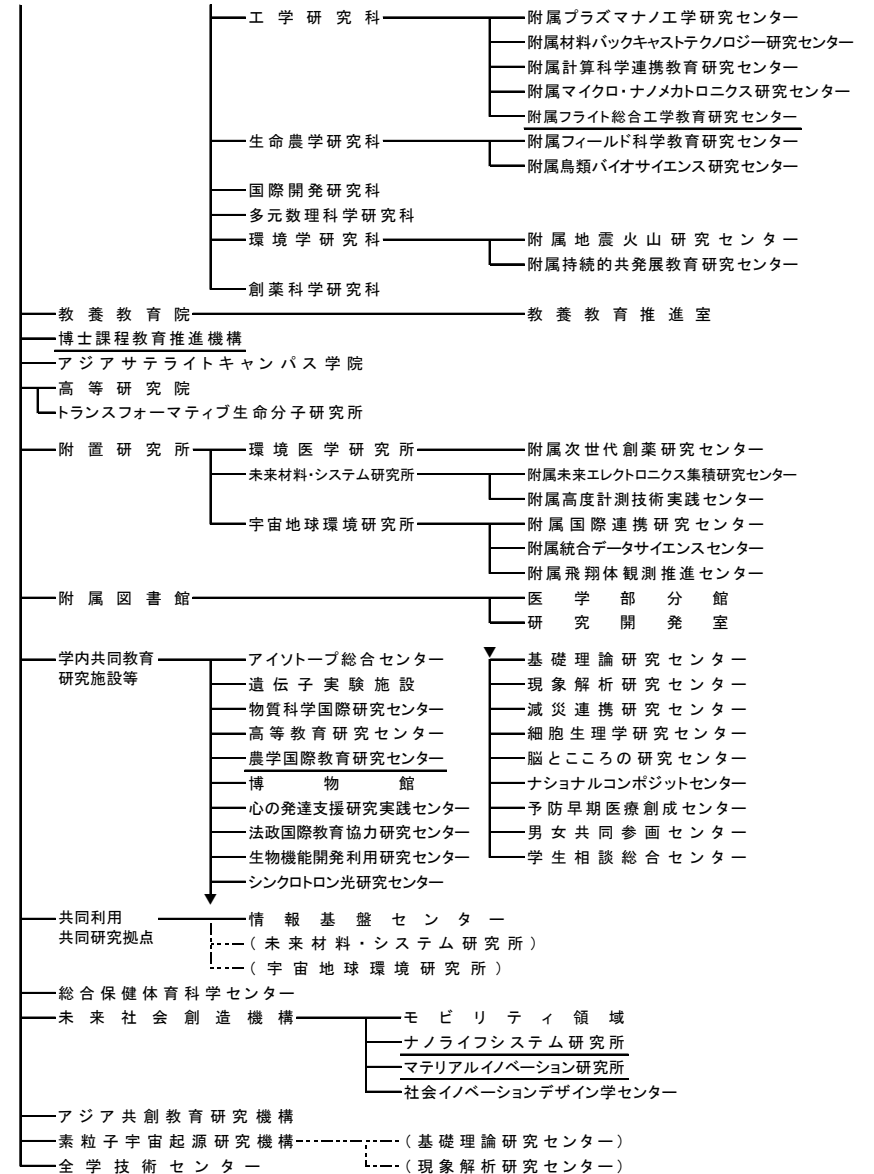 工学研究科
附属プラズマナノ工学研究センター
附属材料バックキャストテクノロジー研究センター
附属計算科学連携教育研究センター
附属マイクロ・ナノメカトロニクス研究センター
附属フライト総合工学教育研究センター
生命農学研究科
附属フィールド科学教育研究センター
附属鳥類バイオサイエンス研究センター
国際開発研究科
多元数理科学研究科
環境学研究科
附属地震火山研究センター
附属持続的共発展教育研究センター
創薬科学研究科
教養教育院
教養教育推進室
博士課程教育推進機構
アジアサテライトキャンパス学院
高等研究院
トランスフォーマティブ生命分子研究所
附置研究所
環境医学研究所
附属次世代創薬研究センター
未来材料・システム研究所
附属未来エレクトロニクス集積研究センター
附属高度計測技術実践センター
宇宙地球環境研究所
附属国際連携研究センター
附属統合データサイエンスセンター
附属飛翔体観測推進センター
附属図書館
医学部分館
研究開発室
学内共同教育
研究施設等
アイソトープ総合センター
遺伝子実験施設
物質科学国際研究センター
高等教育研究センター
農学国際教育研究センター
博物館
心の発達支援研究実践センター
法政国際教育協力研究センター
生物機能開発利用研究センター
シンクロトロン光研究センター
基礎理論研究センター
現象解析研究センター
減災連携研究センター
細胞生理学研究センター
脳とこころの研究センター
ナショナルコンポジットセンター
予防早期医療創成センター
男女共同参画センター
学生相談総合センター
共同利用
共同研究拠点
情報基盤センター
(未来材料・システム研究所)
(宇宙地球環境研究所)
総合保健体育科学センター
未来社会創造機構
モビリティ領域
ナノライフシステム研究所
マテリアルイノベーション研究所
社会イノベーションデザイン学センター
アジア共創教育研究機構
素粒子宇宙起源研究機構
(基礎理論研究センター)
全学技術センター
(現象解析研究センター)